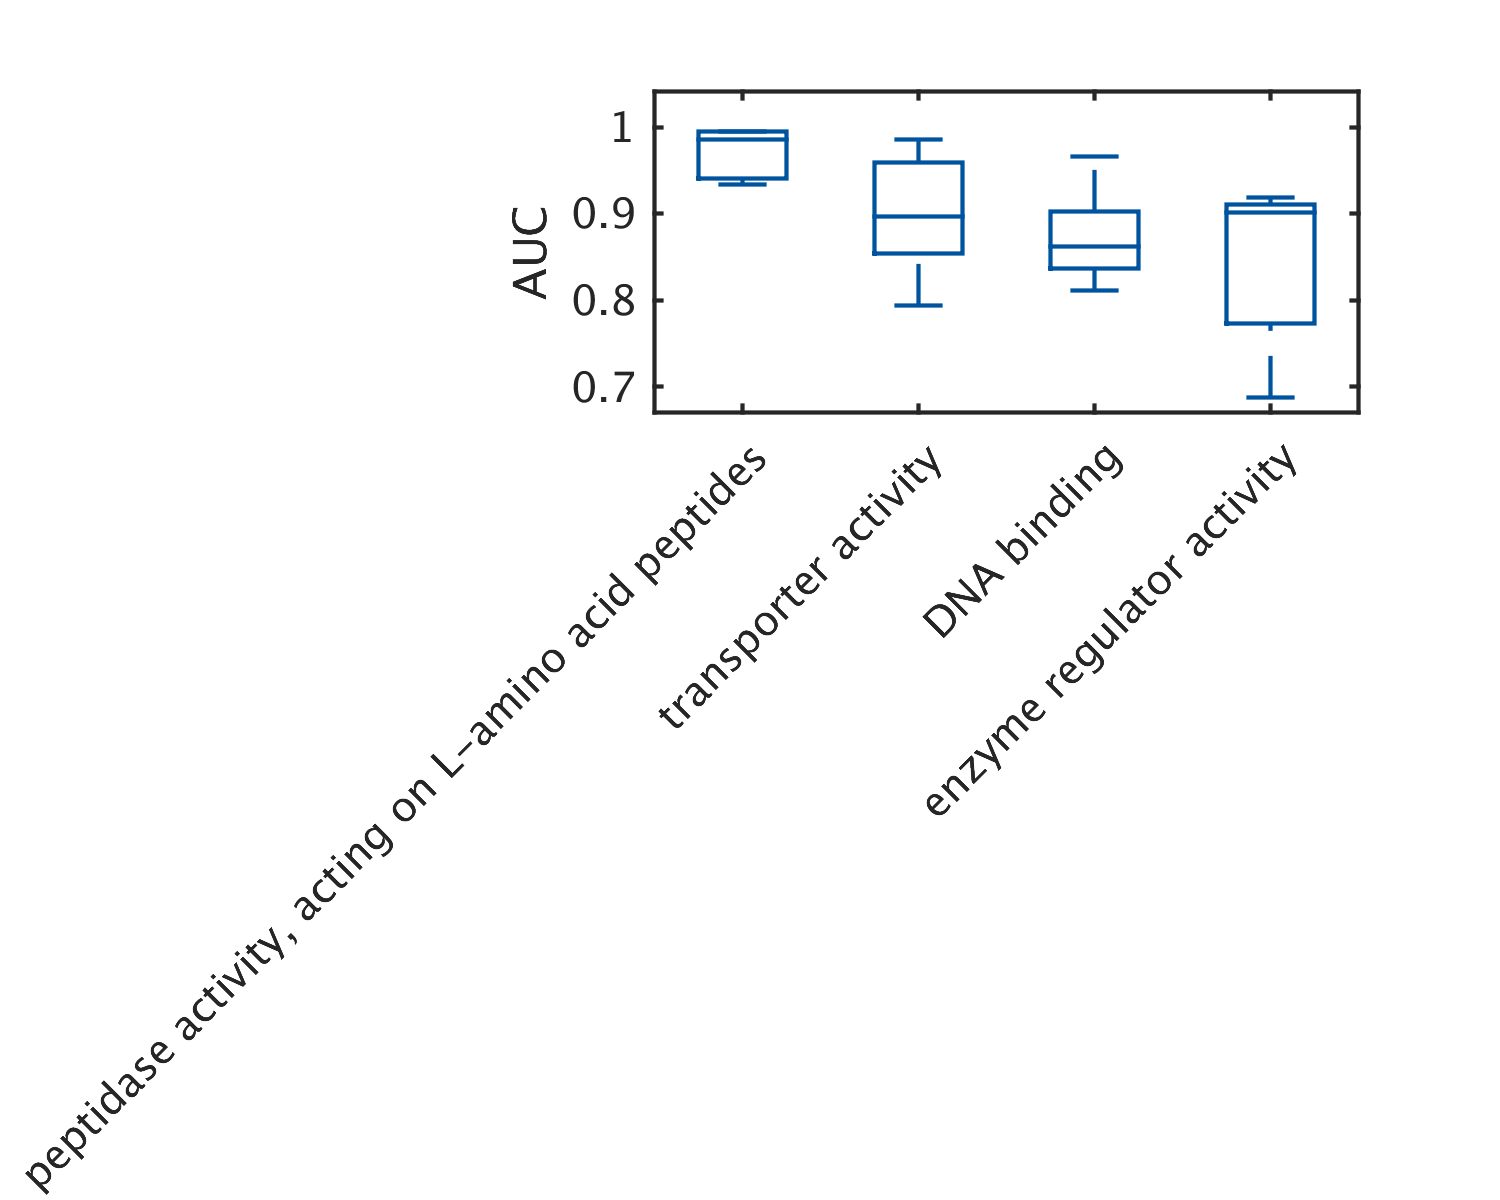 1
0.9
0.8
0.7
AUC
peptidase activity, acting on L−amino acid peptides
transporter activity
DNA binding
enzyme regulator activity